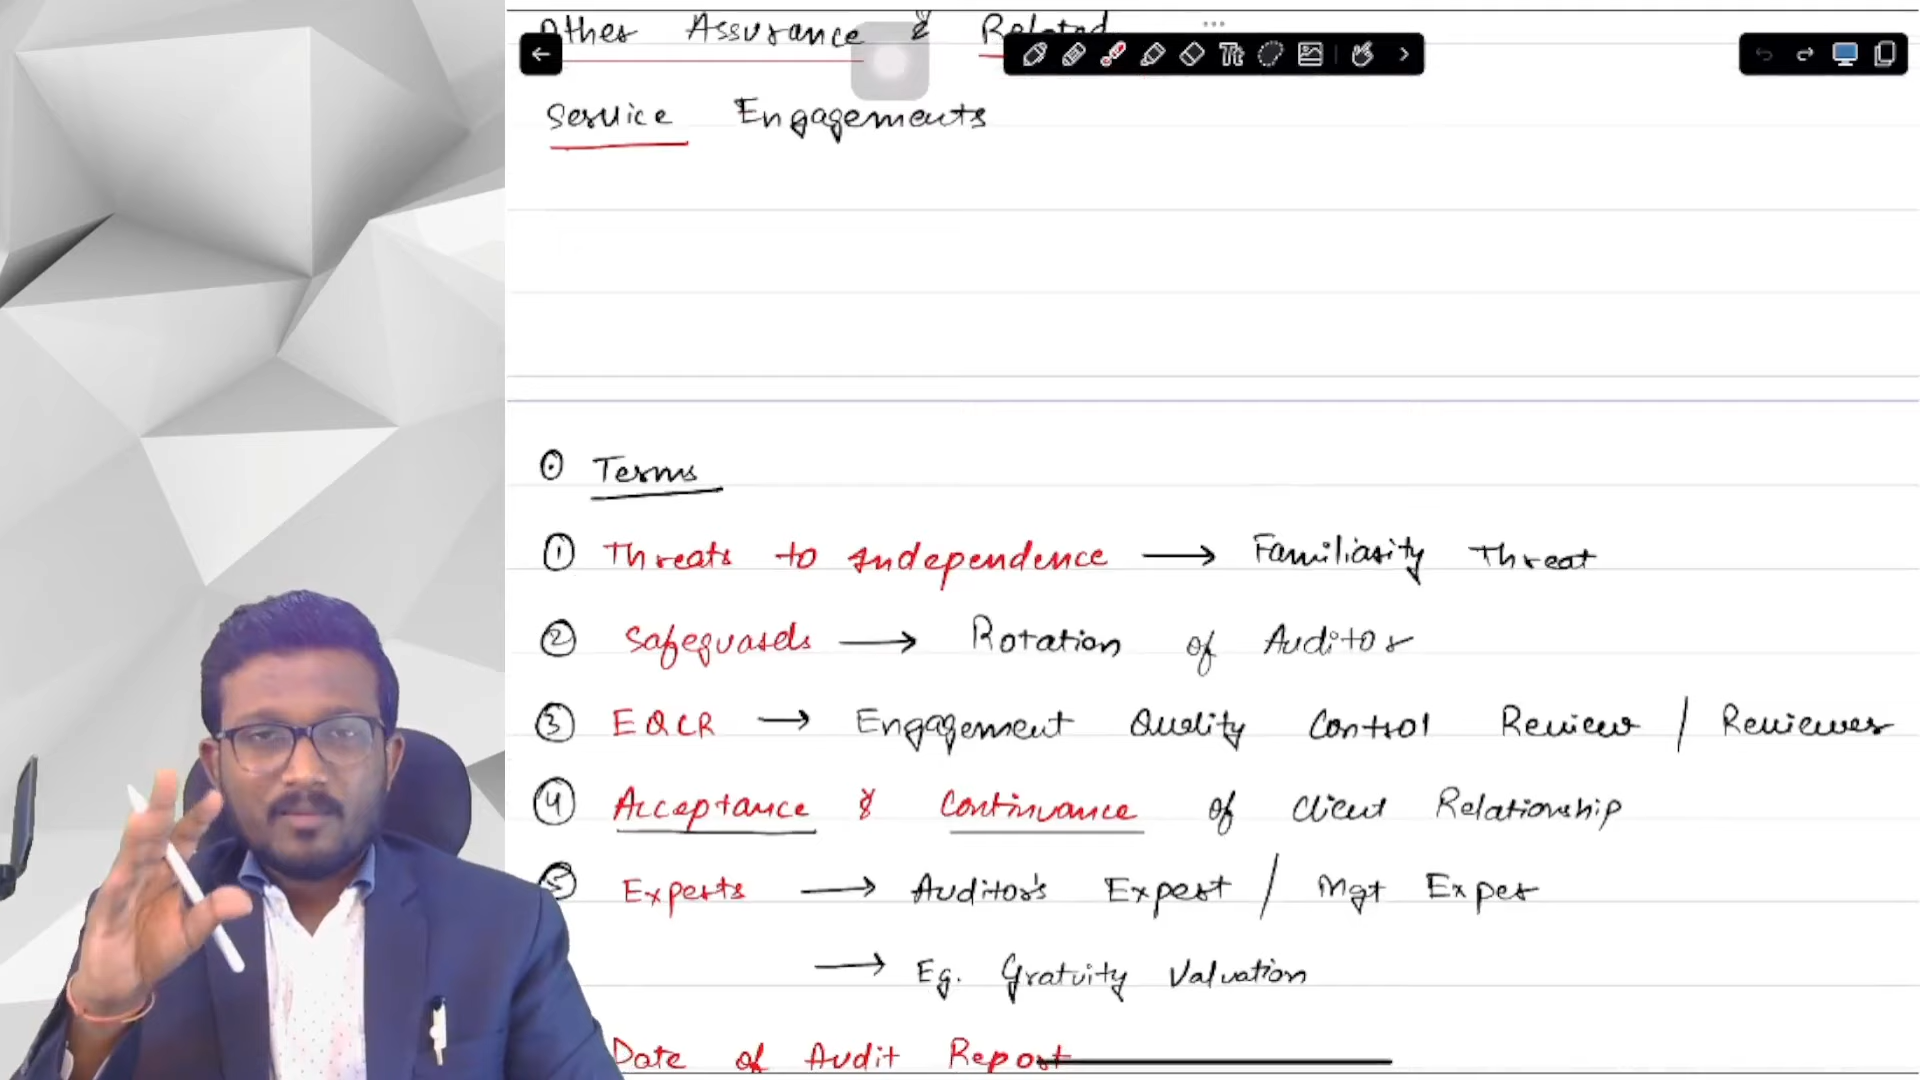 Other Assurance & Related
Service Engagements
Terms
① Threats to Independence → Familiarity Threat
② Safeguards → Rotation of Auditor
③ EQCR → Engagement Quality Control Review / Reviewer
④ Acceptance & Continuance of Client Relationship
⑤ Experts → Auditor's Expert / Mgt Exper
→ Eg. Gratuity Valuation
Date of Audit Report